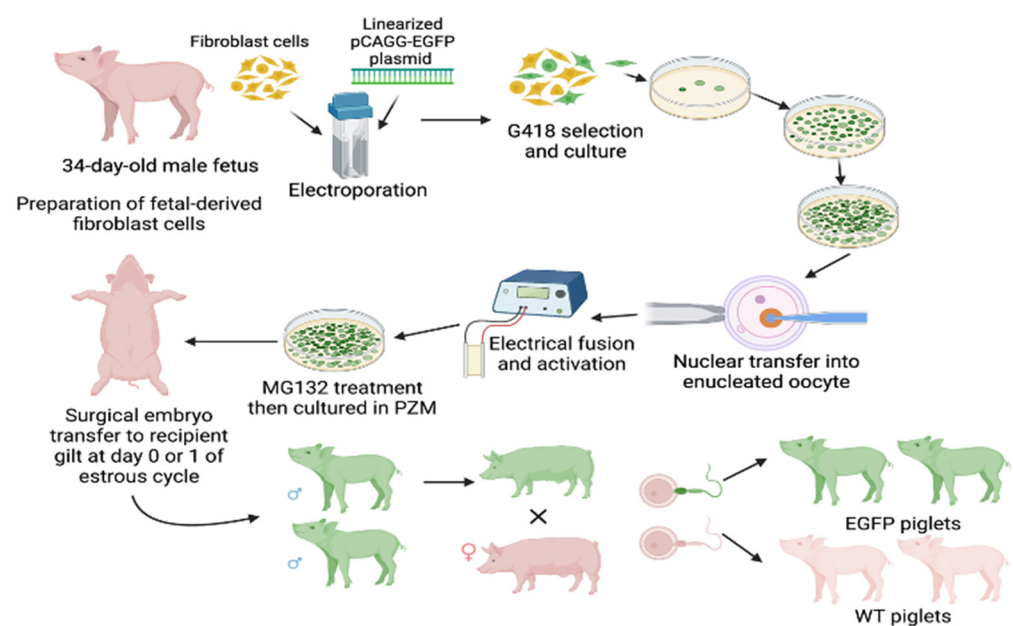 Fibroblast cells
Linearized
pCAGG-EGFP
plasmid
34-day-old male fetus
Electroporation
G418 selection
and culture
Preparation of fetal-derived
fibroblast cells
Electrical fusion
and activation
Nuclear transfer into
enucleated oocyte
MG132 treatment
then cultured in PZM
Surgical embryo
transfer to recipient
gilt at day 0 or 1 of
estrous cycle
♂
♂
×
♀
EGFP piglets
WT piglets